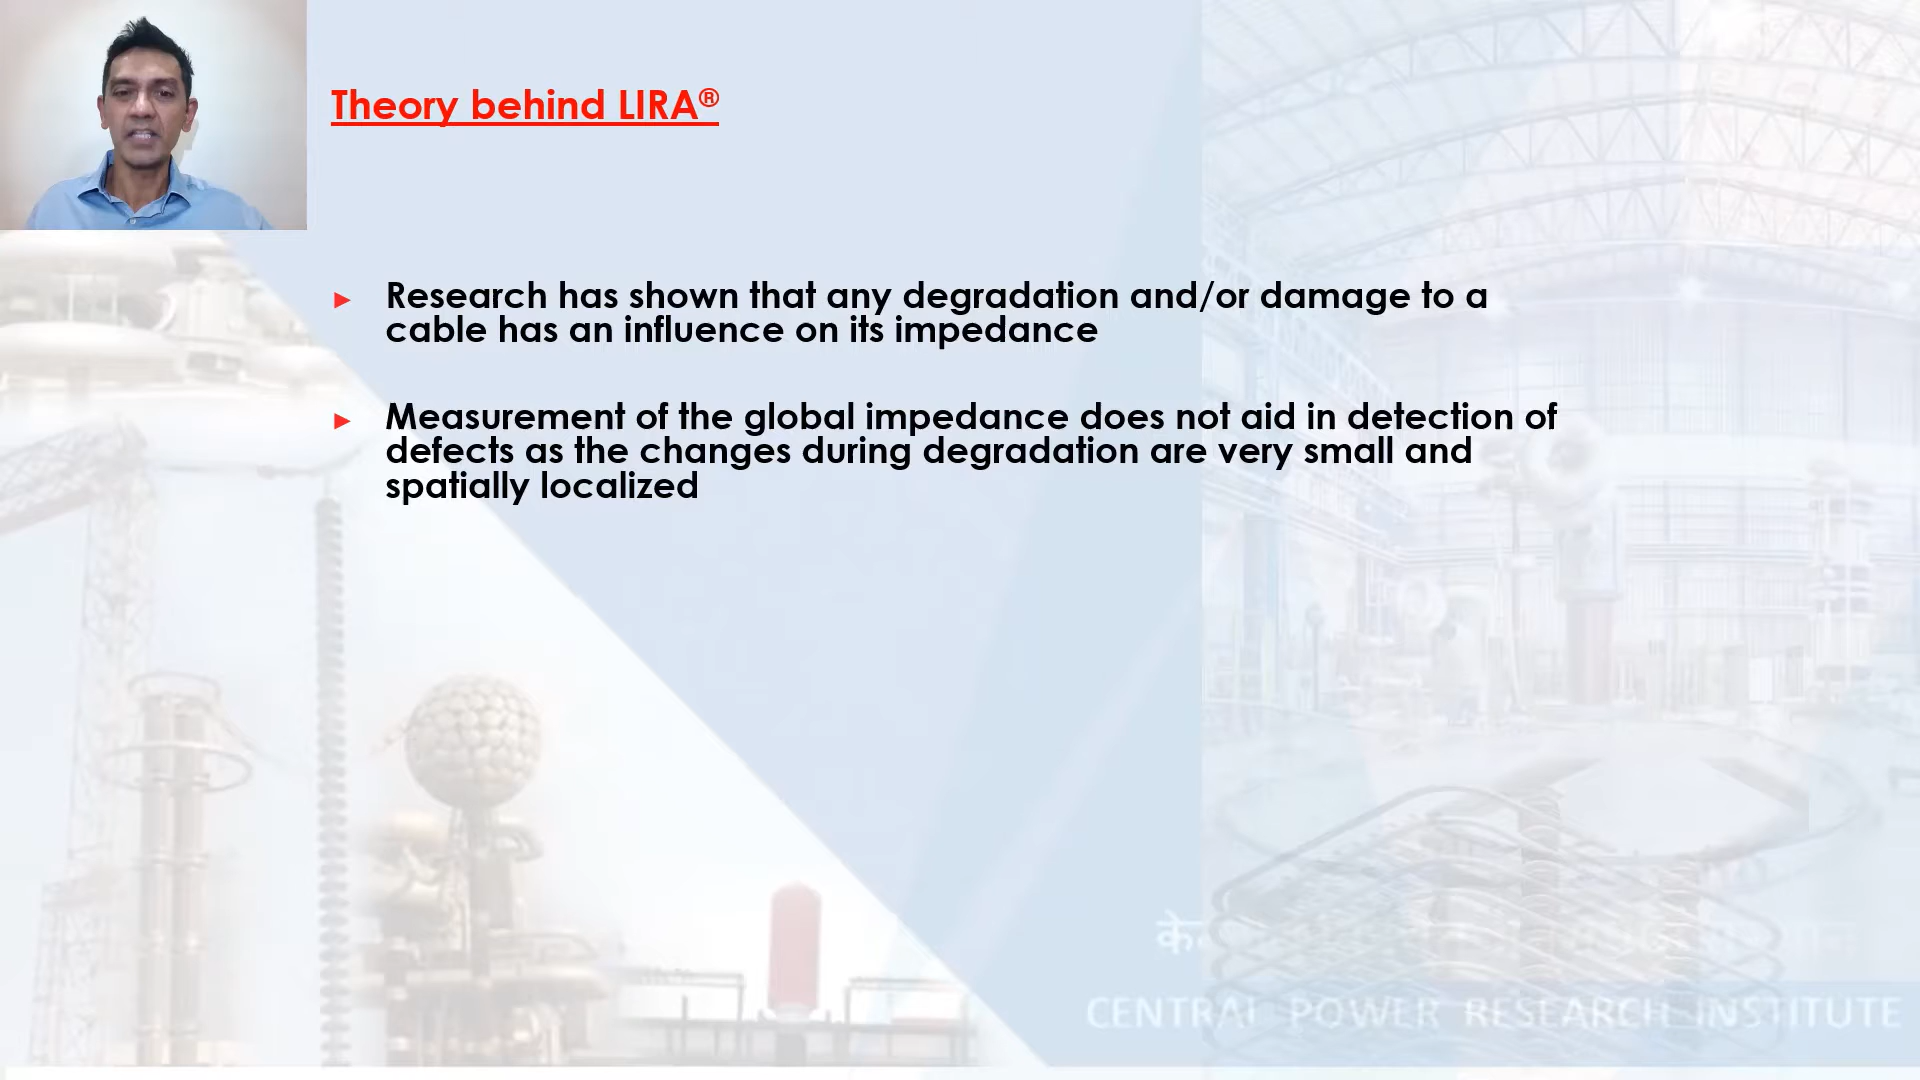 Theory behind LIRA®
► Research has shown that any degradation and/or damage to a
cable has an influence on its impedance
► Measurement of the global impedance does not aid in detection of
defects as the changes during degradation are very small and
spatially localized
CENTRAL POWER RESEARCH INSTITUTE